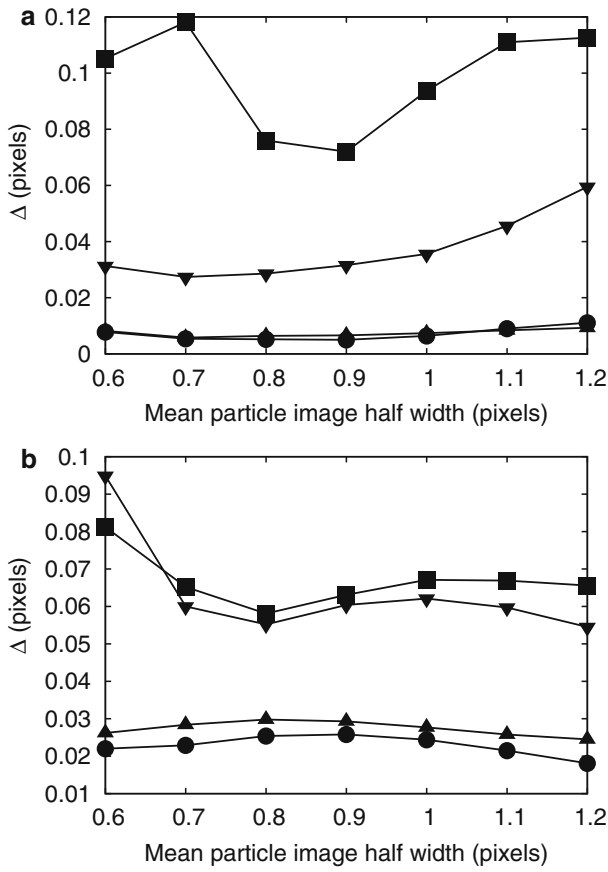 a
0.12
0.1
0.08
0.06
0.04
0.02
0
Δ (pixels)
0.6 0.7 0.8 0.9 1 1.1 1.2
Mean particle image half width (pixels)
b
0.1
0.09
0.08
0.07
0.06
0.05
0.04
0.03
0.02
0.01
Δ (pixels)
0.6 0.7 0.8 0.9 1 1.1 1.2
Mean particle image half width (pixels)